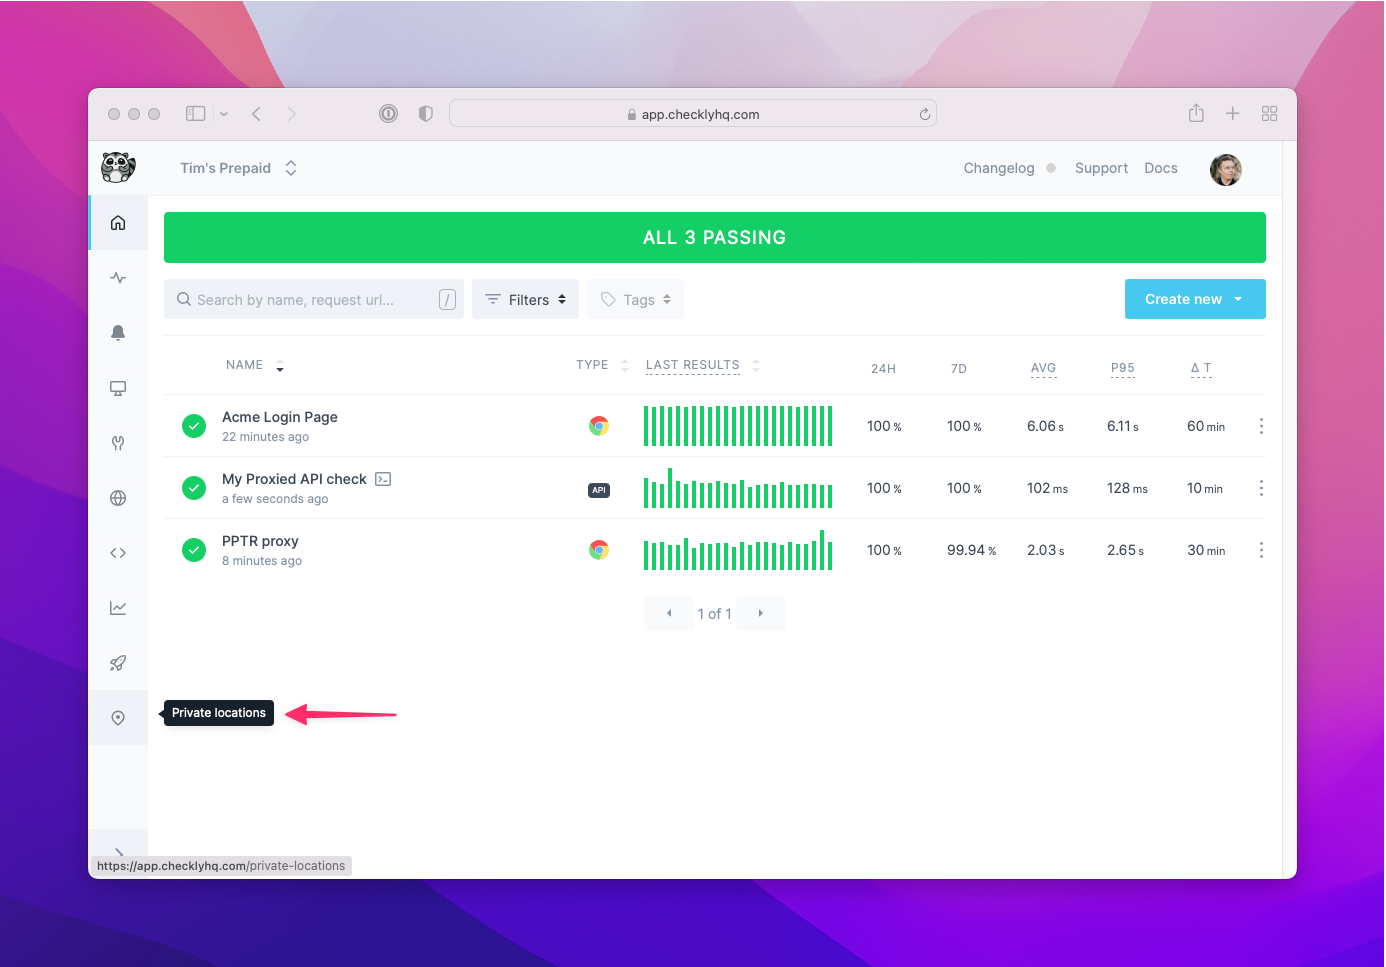 app.checklyhq.com
Tim's Prepaid
Changelog
Support
Docs
ALL 3 PASSING
Search by name, request url...
/
Filters
Tags
Create new
NAME
TYPE
LAST RESULTS
24H
7D
AVG
P95
Δ T
Acme Login Page
22 minutes ago
100 %
100 %
6.06 s
6.11 s
60 min
My Proxied API check
a few seconds ago
API
100 %
100 %
102 ms
128 ms
10 min
PPTR proxy
8 minutes ago
100 %
99.94 %
2.03 s
2.65 s
30 min
1 of 1
Private locations
https://app.checklyhq.com/private-locations